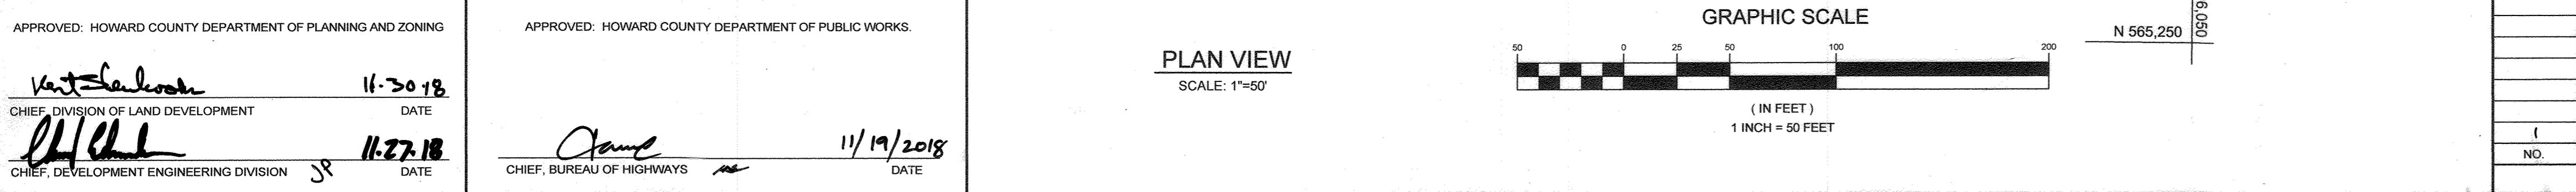 APPROVED: HOWARD COUNTY DEPARTMENT OF PLANNING AND ZONING
11-30-18
CHIEF, DIVISION OF LAND DEVELOPMENT DATE
11.27.18
CHIEF, DEVELOPMENT ENGINEERING DIVISION JP DATE
APPROVED: HOWARD COUNTY DEPARTMENT OF PUBLIC WORKS.
11/19/2018
CHIEF, BUREAU OF HIGHWAYS DATE
PLAN VIEW
SCALE: 1"=50'
GRAPHIC SCALE
50 0 25 50 100 200
( IN FEET )
1 INCH = 50 FEET
N 565,250
6,050
1
NO.